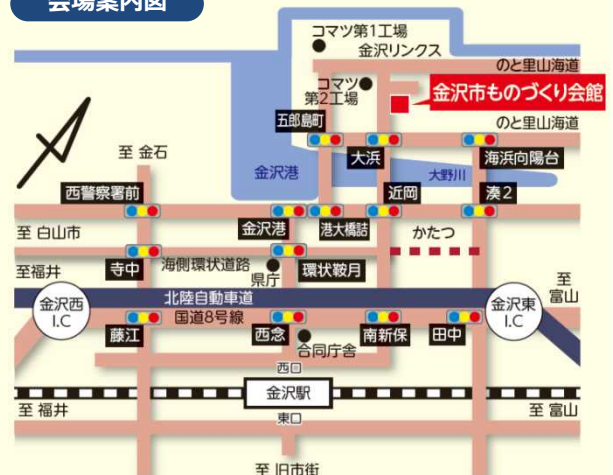 会場案内図
コマツ第1工場
金沢リンクス
のと里山海道
コマツ
第2工場
金沢市ものづくり会館
五郎島町
のと里山海道
至 金石
大浜
海浜向陽台
金沢港
大野川
西警察署前
近岡
湊2
至 白山市
金沢港
港大橋詰
かたつ
至福井
寺中
海側環状道路
県庁
環状鞍月
至
富山
金沢西
I.C
北陸自動車道
金沢東
I.C
国道8号線
藤江
西念
南新保
田中
合同庁舎
西口
金沢駅
至 福井
至 富山
東口
至 旧市街